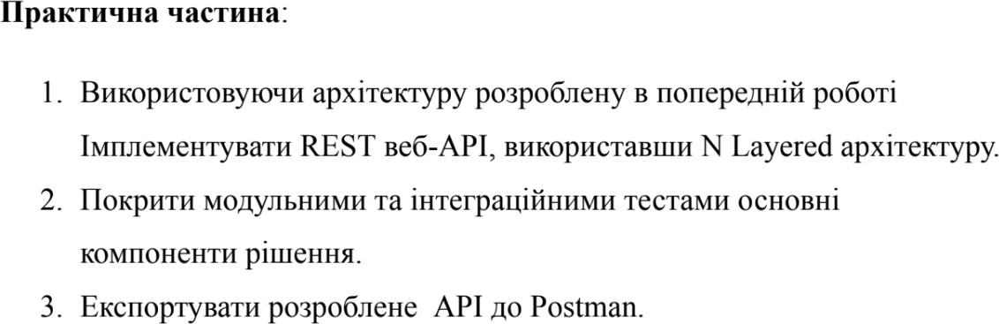 Практична частина:
1. Використовуючи архітектуру розроблену в попередній роботі
Імплементувати REST веб-API, використавши N Layered архітектуру.
2. Покрити модульними та інтеграційними тестами основні
компоненти рішення.
3. Експортувати розроблене  API до Postman.